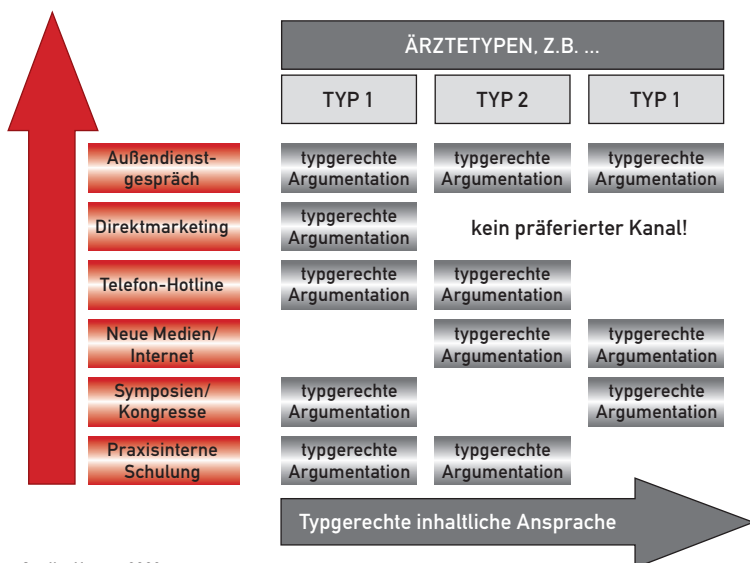 ÄRZTETYPEN, Z.B. ...
TYP 1 TYP 2 TYP 1
Außendienst-
gespräch
typgerechte
Argumentation
typgerechte
Argumentation
typgerechte
Argumentation
Direktmarketing
typgerechte
Argumentation
kein präferierter Kanal!
Telefon-Hotline
typgerechte
Argumentation
typgerechte
Argumentation
Neue Medien/
Internet
typgerechte
Argumentation
typgerechte
Argumentation
Symposien/
Kongresse
typgerechte
Argumentation
typgerechte
Argumentation
Praxisinterne
Schulung
typgerechte
Argumentation
typgerechte
Argumentation
Typgerechte inhaltliche Ansprache